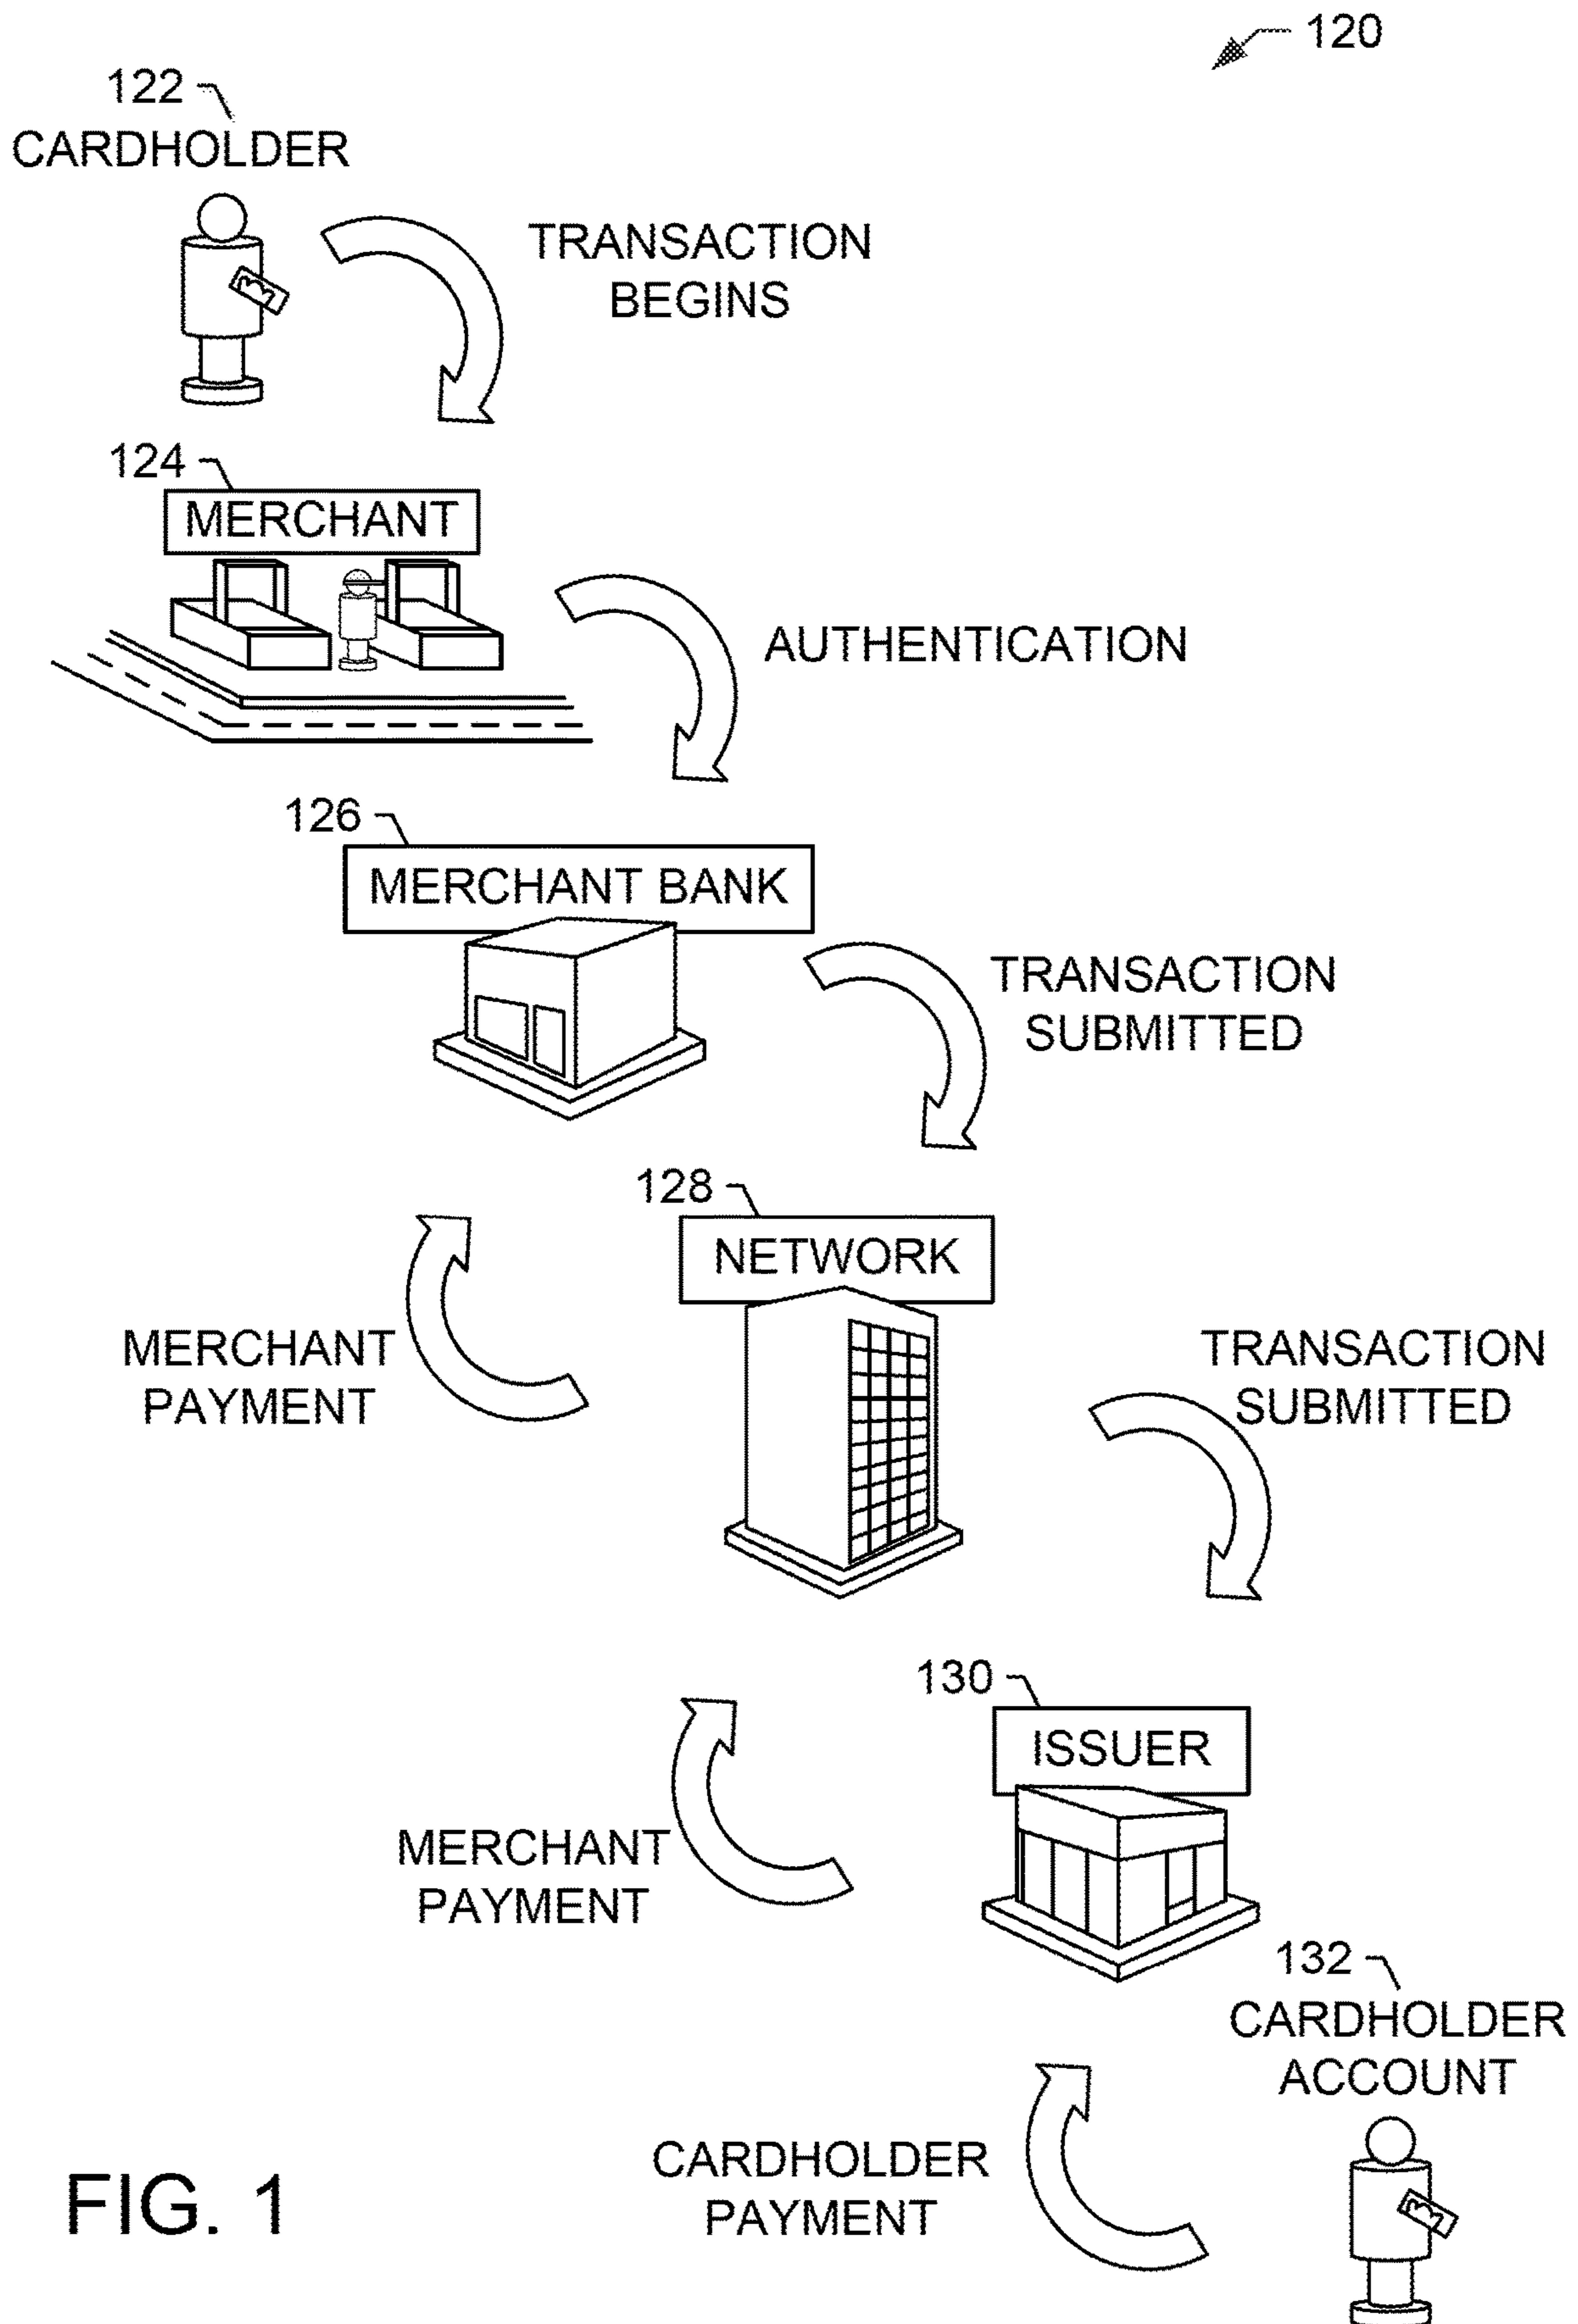 120
122
CARDHOLDER
TRANSACTION
BEGINS
124
MERCHANT
AUTHENTICATION
126
MERCHANT BANK
TRANSACTION
SUBMITTED
128
NETWORK
MERCHANT
PAYMENT
TRANSACTION
SUBMITTED
130
ISSUER
MERCHANT
PAYMENT
132
CARDHOLDER
ACCOUNT
CARDHOLDER
PAYMENT
FIG. 1